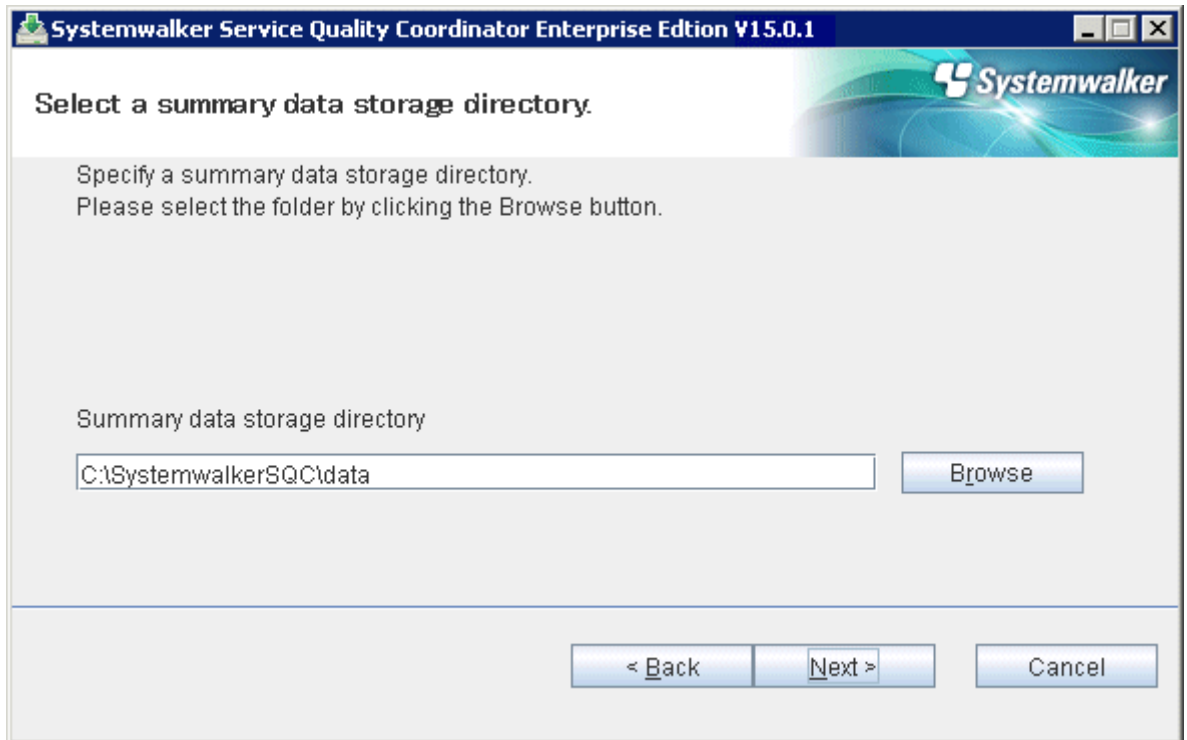 Systemwalker Service Quality Coordinator Enterprise Edtion V15.0.1
Systemwalker
Select a summary data storage directory.
Specify a summary data storage directory.
Please select the folder by clicking the Browse button.
Summary data storage directory
C:\SystemwalkerSQC\data
Browse
< Back
Next >
Cancel